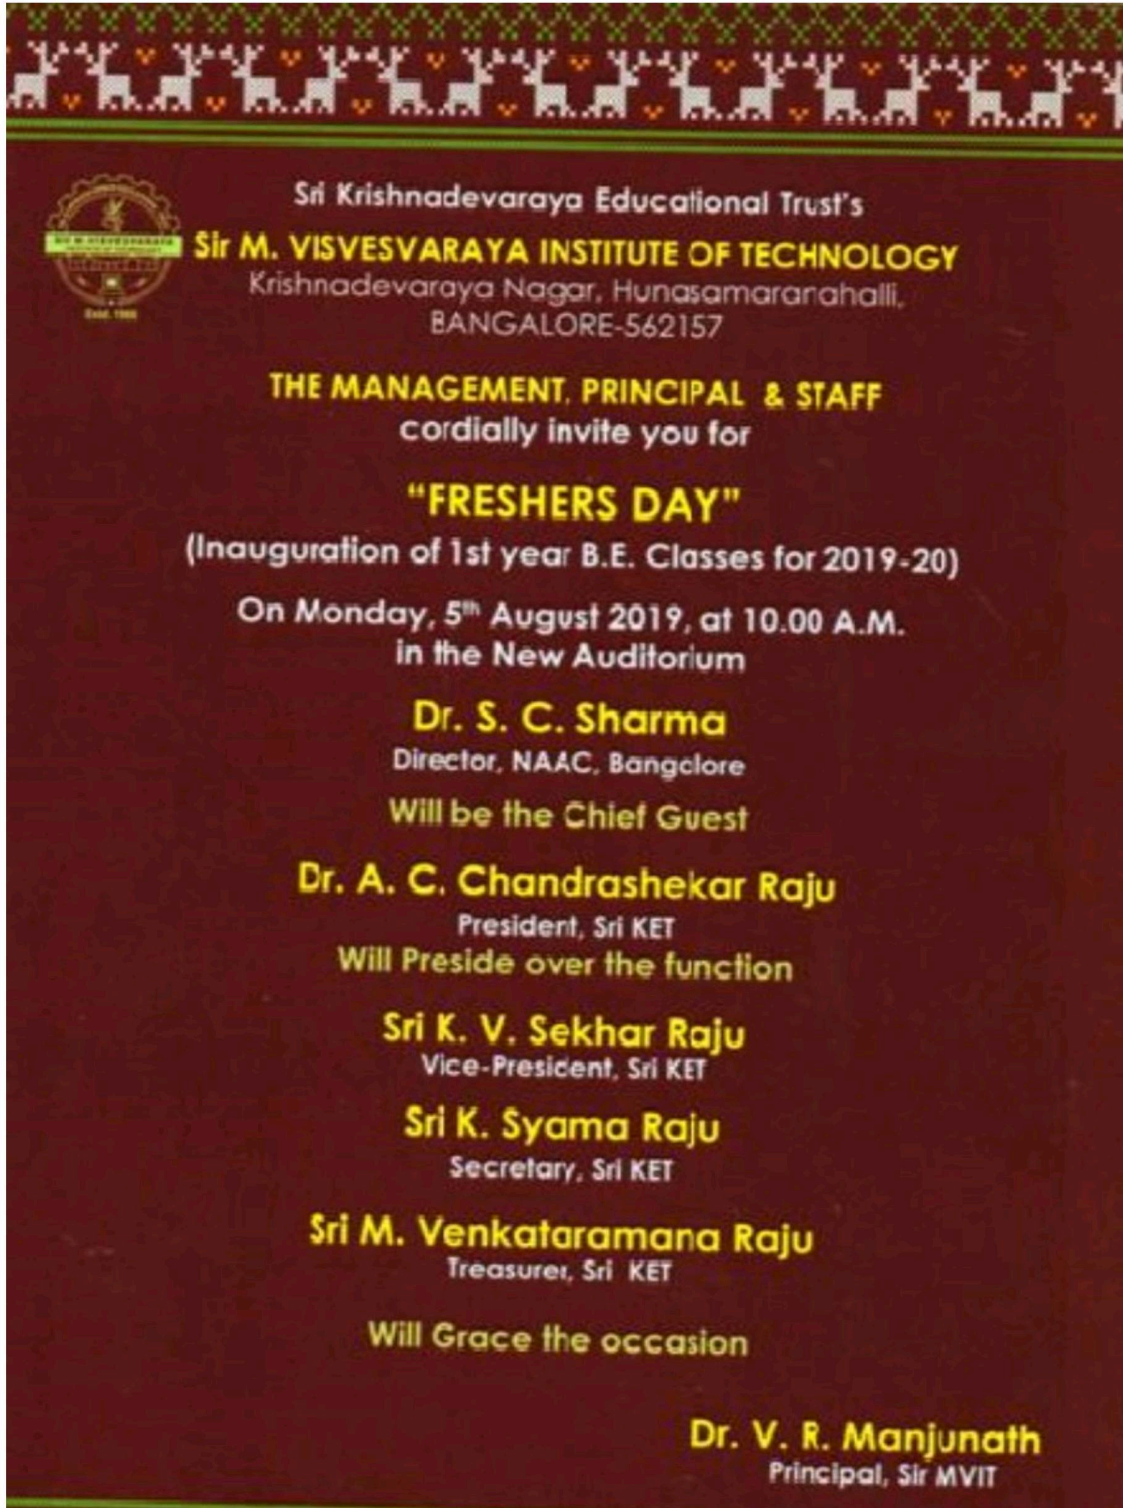 Sri Krishnadevaraya Educational Trust's
Sir M. VISVESVARAYA INSTITUTE OF TECHNOLOGY
Krishnadevaraya Nagar, Hunasamaranahalli,
BANGALORE-562157
THE MANAGEMENT, PRINCIPAL & STAFF
cordially invite you for
“FRESHERS DAY”
(Inauguration of 1st year B.E. Classes for 2019-20)
On Monday, 5th August 2019, at 10.00 A.M.
in the New Auditorium
Dr. S. C. Sharma
Director, NAAC, Bangalore
Will be the Chief Guest
Dr. A. C. Chandrashekar Raju
President, Sri KET
Will Preside over the function
Sri K. V. Sekhar Raju
Vice-President, Sri KET
Sri K. Syama Raju
Secretary, Sri KET
Sri M. Venkataramana Raju
Treasurer, Sri KET
Will Grace the occasion
Dr. V. R. Manjunath
Principal, Sir MVIT
SIR M.VISVESVARAYA
Estd. 1986